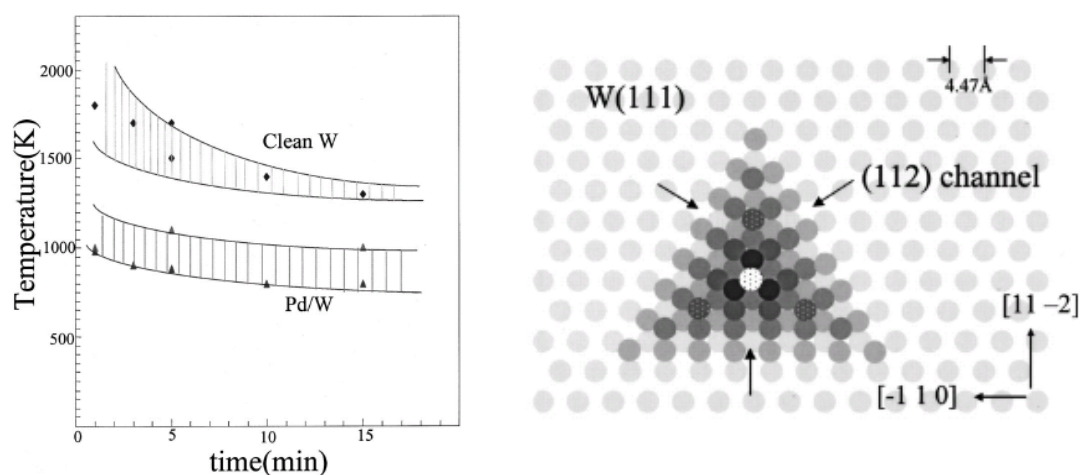 Temperature(K)
2000
1500
1000
500
Clean W
Pd/W
0
5
10
15
time(min)
4.47Å
W(111)
(112) channel
[11 –2]
[-1 1 0]